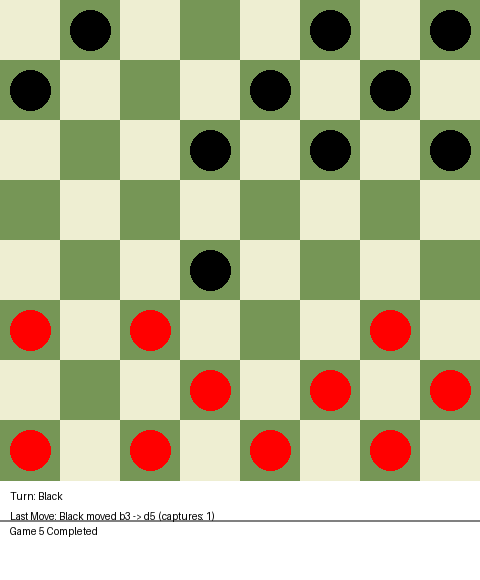 Turn: Black
Last Move: Black moved b3 -> d5 (captures: 1)
Game 5 Completed